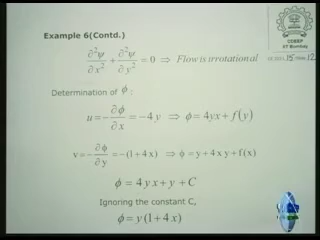 Example 6(Contd.)
CDEEP
IIT Bombay
∂²ψ/∂x² + ∂²ψ/∂y² = 0 ⇒ Flow is irrotational
Determination of ϕ :
u = −∂ϕ/∂x = −4y ⇒ ϕ = 4yx + f(y)
v = −∂ϕ/∂y = −(1+4x) ⇒ ϕ = y + 4xy + f(x)
ϕ = 4yx + y + C
Ignoring the constant C,
ϕ = y(1+4x)